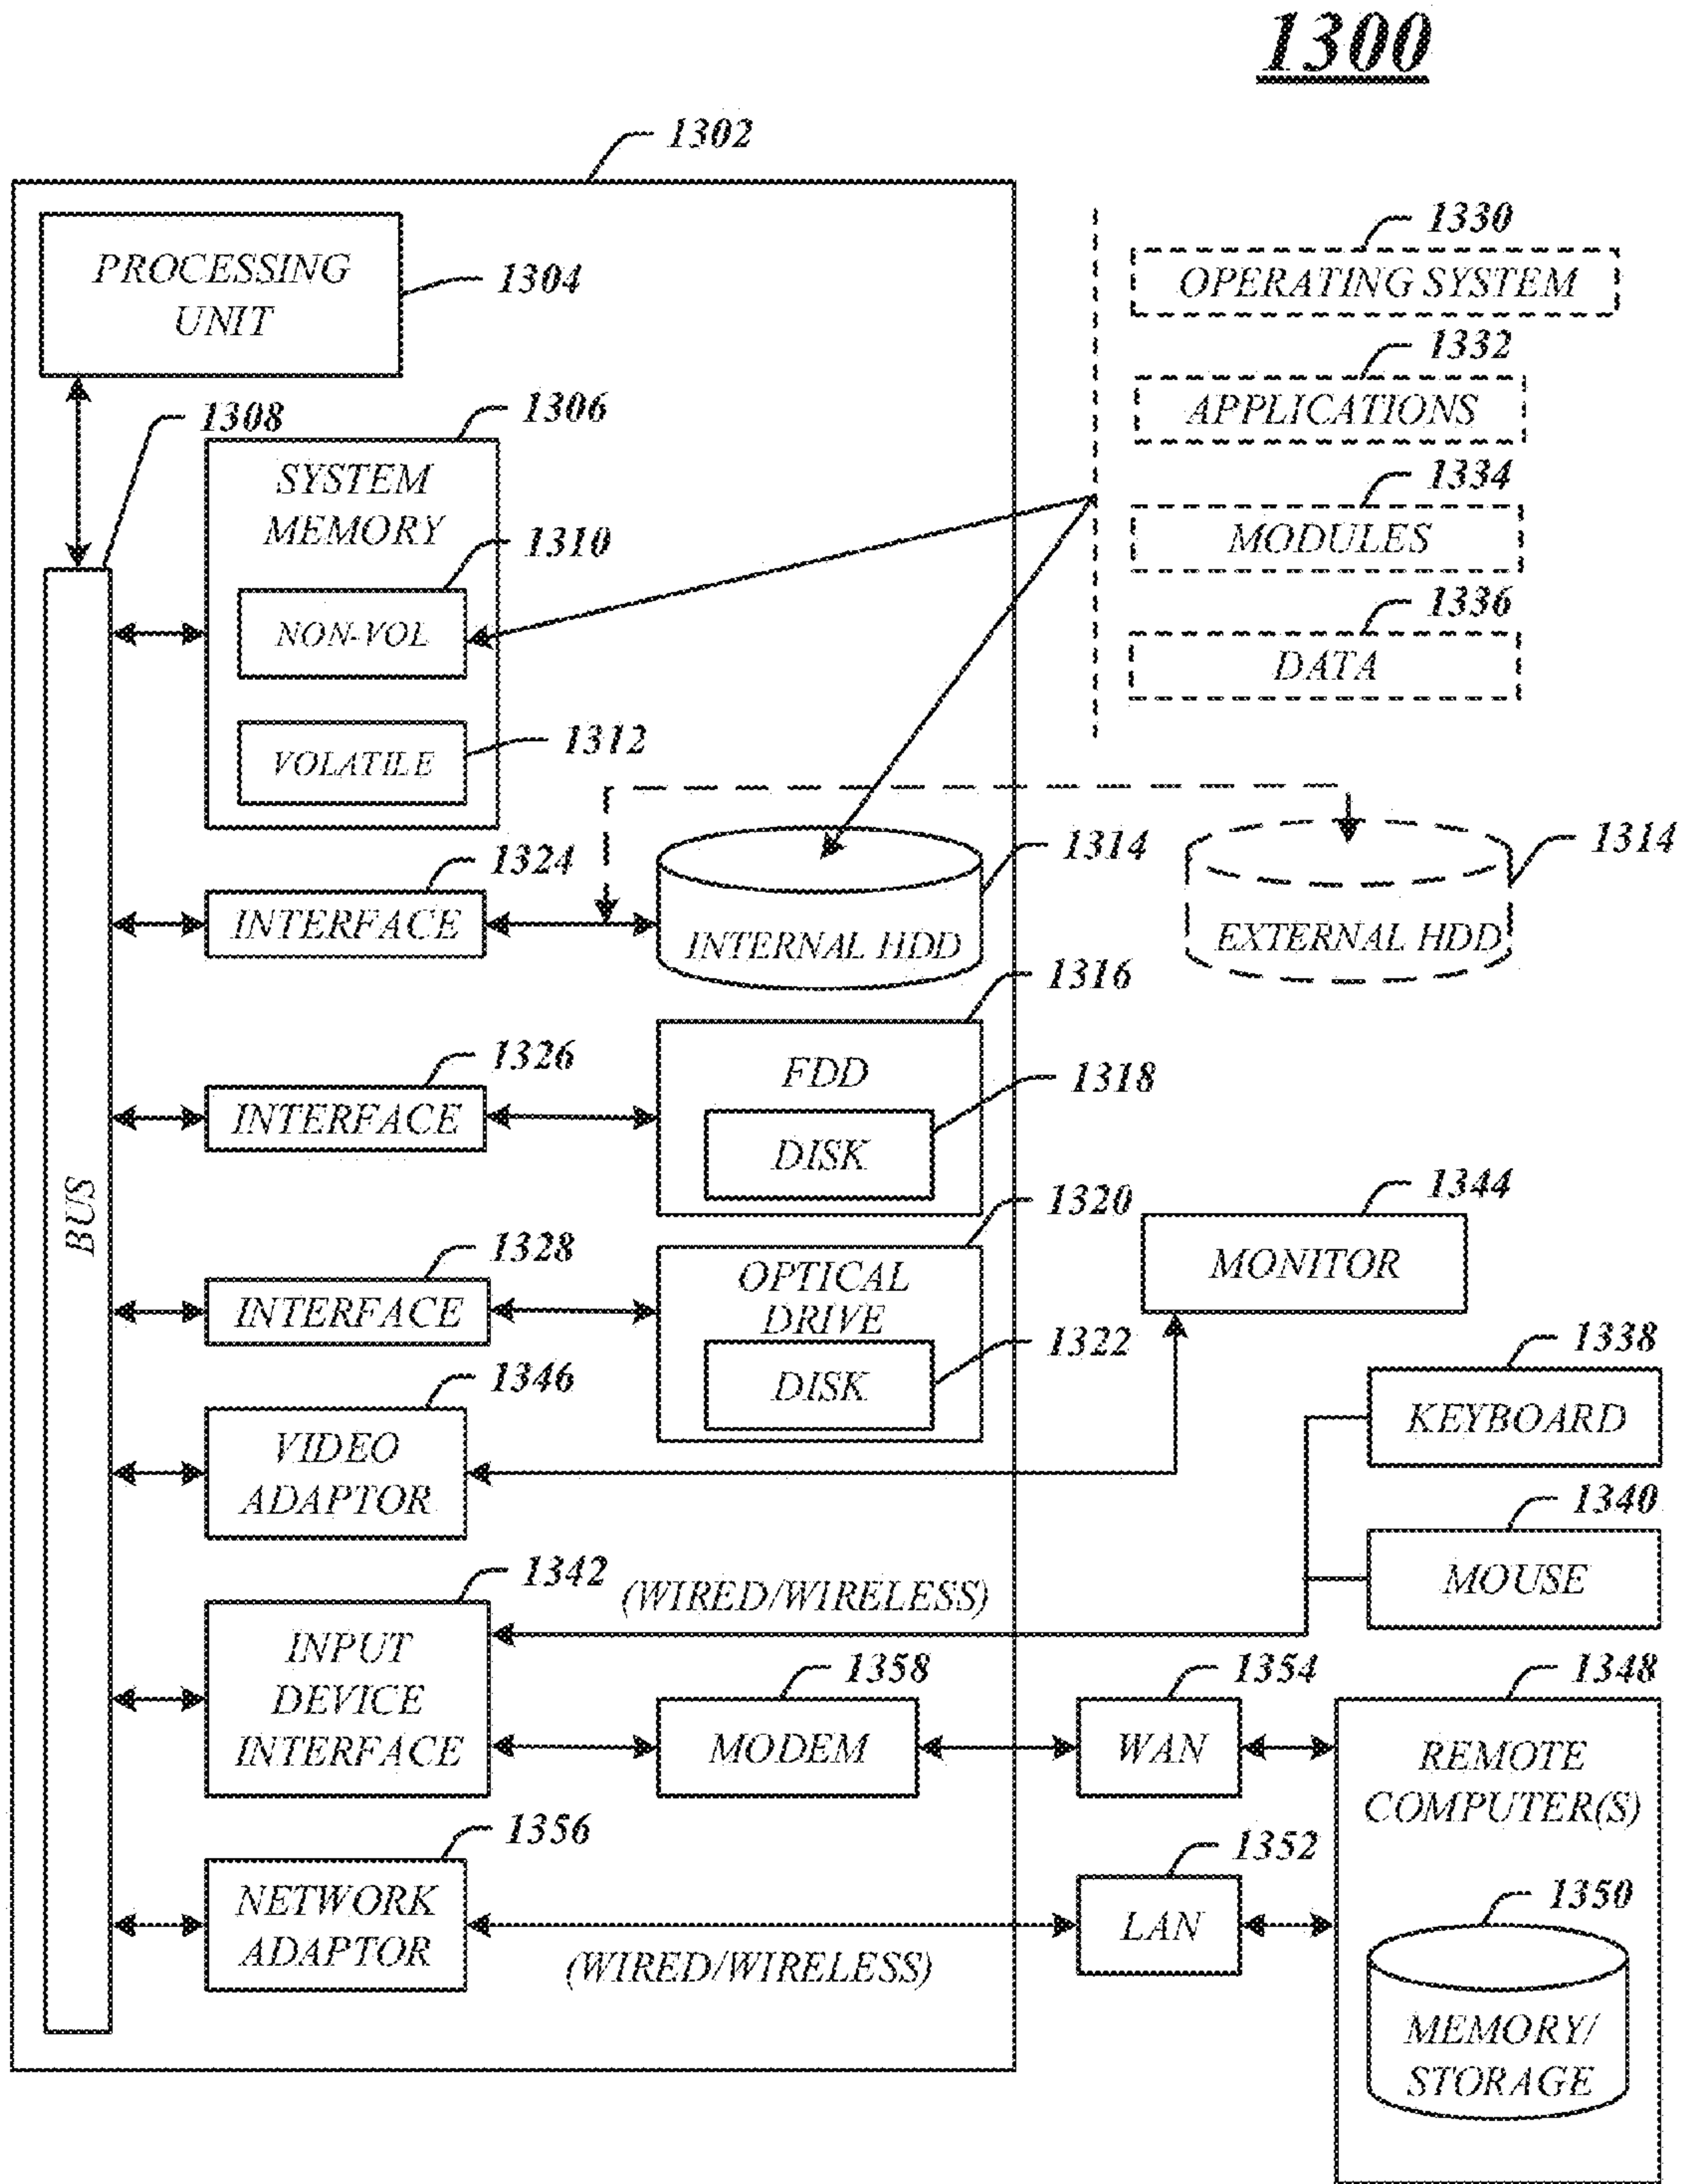 1300
1302
PROCESSING
UNIT
1304
1308
1306
SYSTEM
MEMORY
1310
NON-VOL
1312
VOLATILE
1330
OPERATING SYSTEM
1332
APPLICATIONS
1334
MODULES
1336
DATA
1324
INTERFACE
1314
INTERNAL HDD
1314
EXTERNAL HDD
1316
1326
INTERFACE
FDD
1318
DISK
BUS
1320
1328
INTERFACE
OPTICAL
DRIVE
1322
DISK
1344
MONITOR
1346
VIDEO
ADAPTOR
1338
KEYBOARD
1340
MOUSE
1342
(WIRED/WIRELESS)
INPUT
DEVICE
INTERFACE
1358
MODEM
1354
WAN
1348
REMOTE
COMPUTER(S)
1356
NETWORK
ADAPTOR
(WIRED/WIRELESS)
1352
LAN
1350
MEMORY/
STORAGE